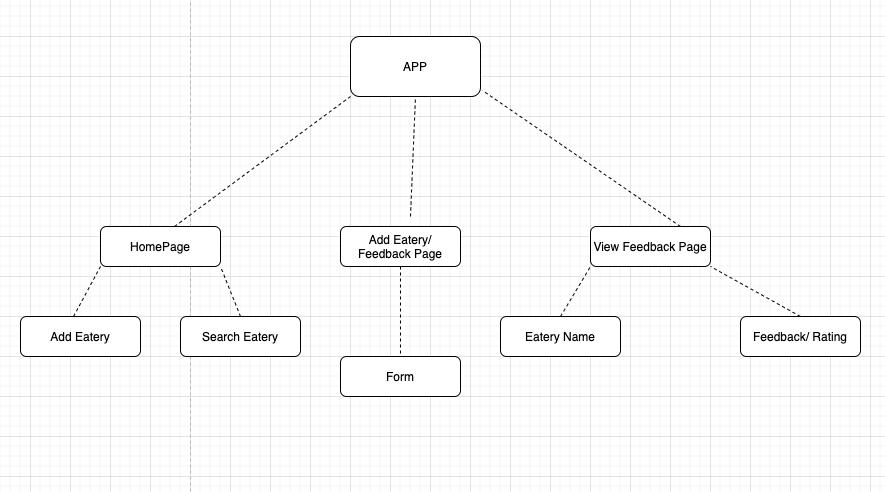 APP
HomePage
Add Eatery/
Feedback Page
View Feedback Page
Add Eatery
Search Eatery
Eatery Name
Feedback/ Rating
Form